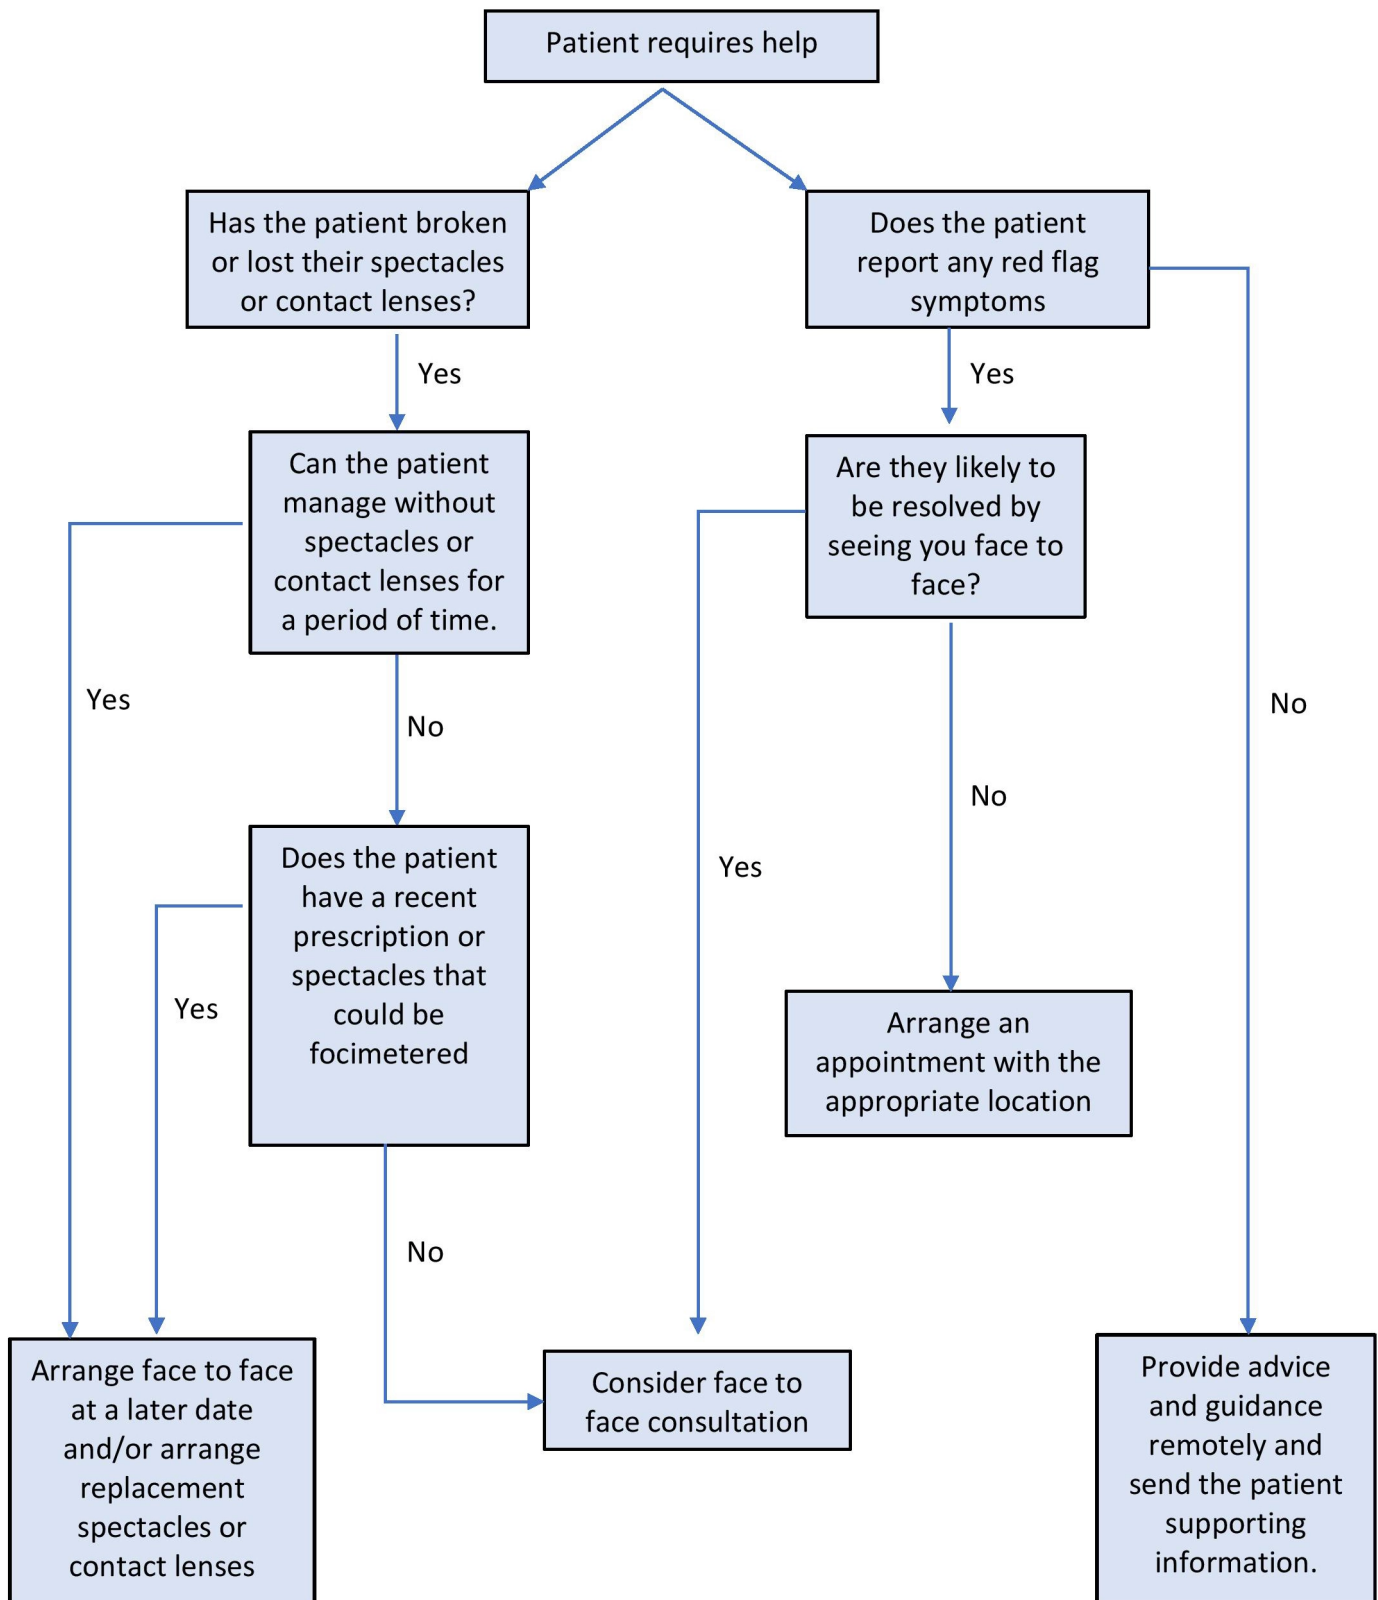 Patient requires help
Has the patient broken
or lost their spectacles
or contact lenses?
Does the patient
report any red flag
symptoms
Yes
Yes
Can the patient
manage without
spectacles or
contact lenses for
a period of time.
Are they likely to
be resolved by
seeing you face to
face?
Yes
No
No
No
Yes
Does the patient
have a recent
prescription or
spectacles that
could be
focimetered
Yes
Arrange an
appointment with the
appropriate location
No
Arrange face to face
at a later date
and/or arrange
replacement
spectacles or
contact lenses
Consider face to
face consultation
Provide advice
and guidance
remotely and
send the patient
supporting
information.